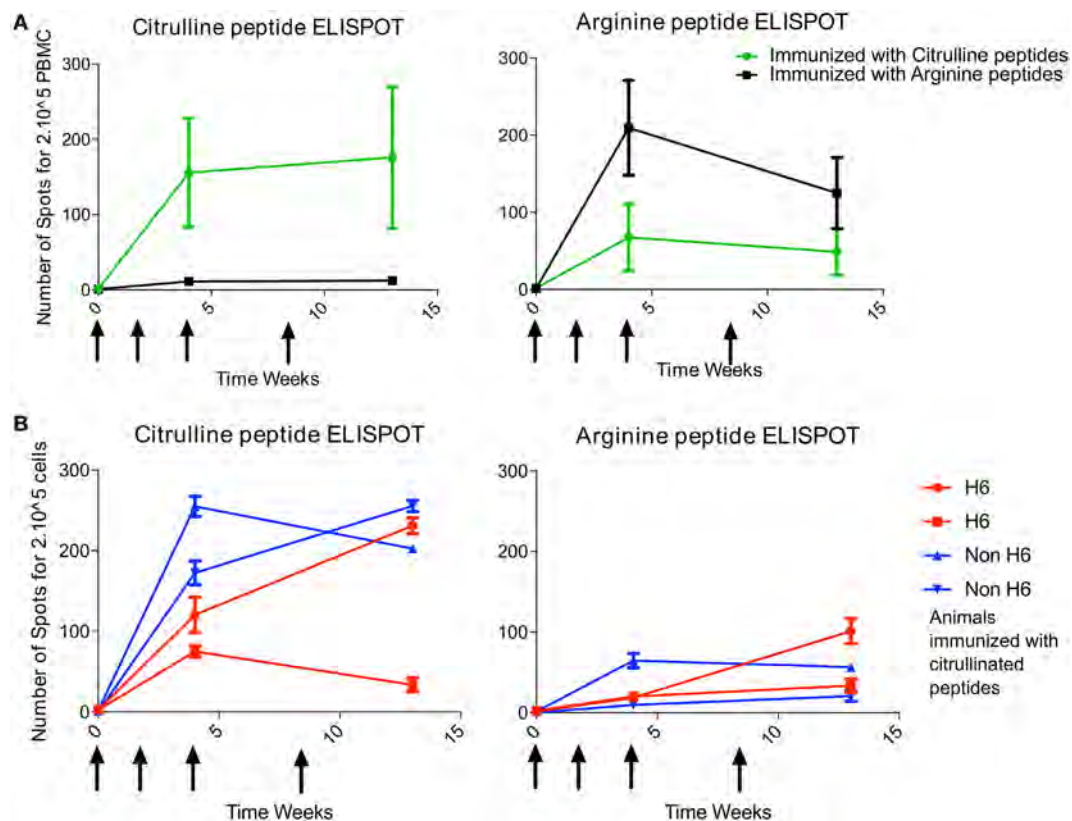 A
Citrulline peptide ELISPOT
Arginine peptide ELISPOT
Immunized with Citrulline peptides
Immunized with Arginine peptides
Number of Spots for 2.10^5 PBMC
300
200
100
0
0
5
10
15
Time Weeks
300
200
100
0
0
5
10
15
Time Weeks
B
Citrulline peptide ELISPOT
Arginine peptide ELISPOT
Number of Spots for 2.10^5 cells
300
200
100
0
0
5
10
15
Time Weeks
300
200
100
0
0
5
10
15
Time Weeks
H6
H6
Non H6
Non H6
Animals
immunized with
citrullinated
peptides